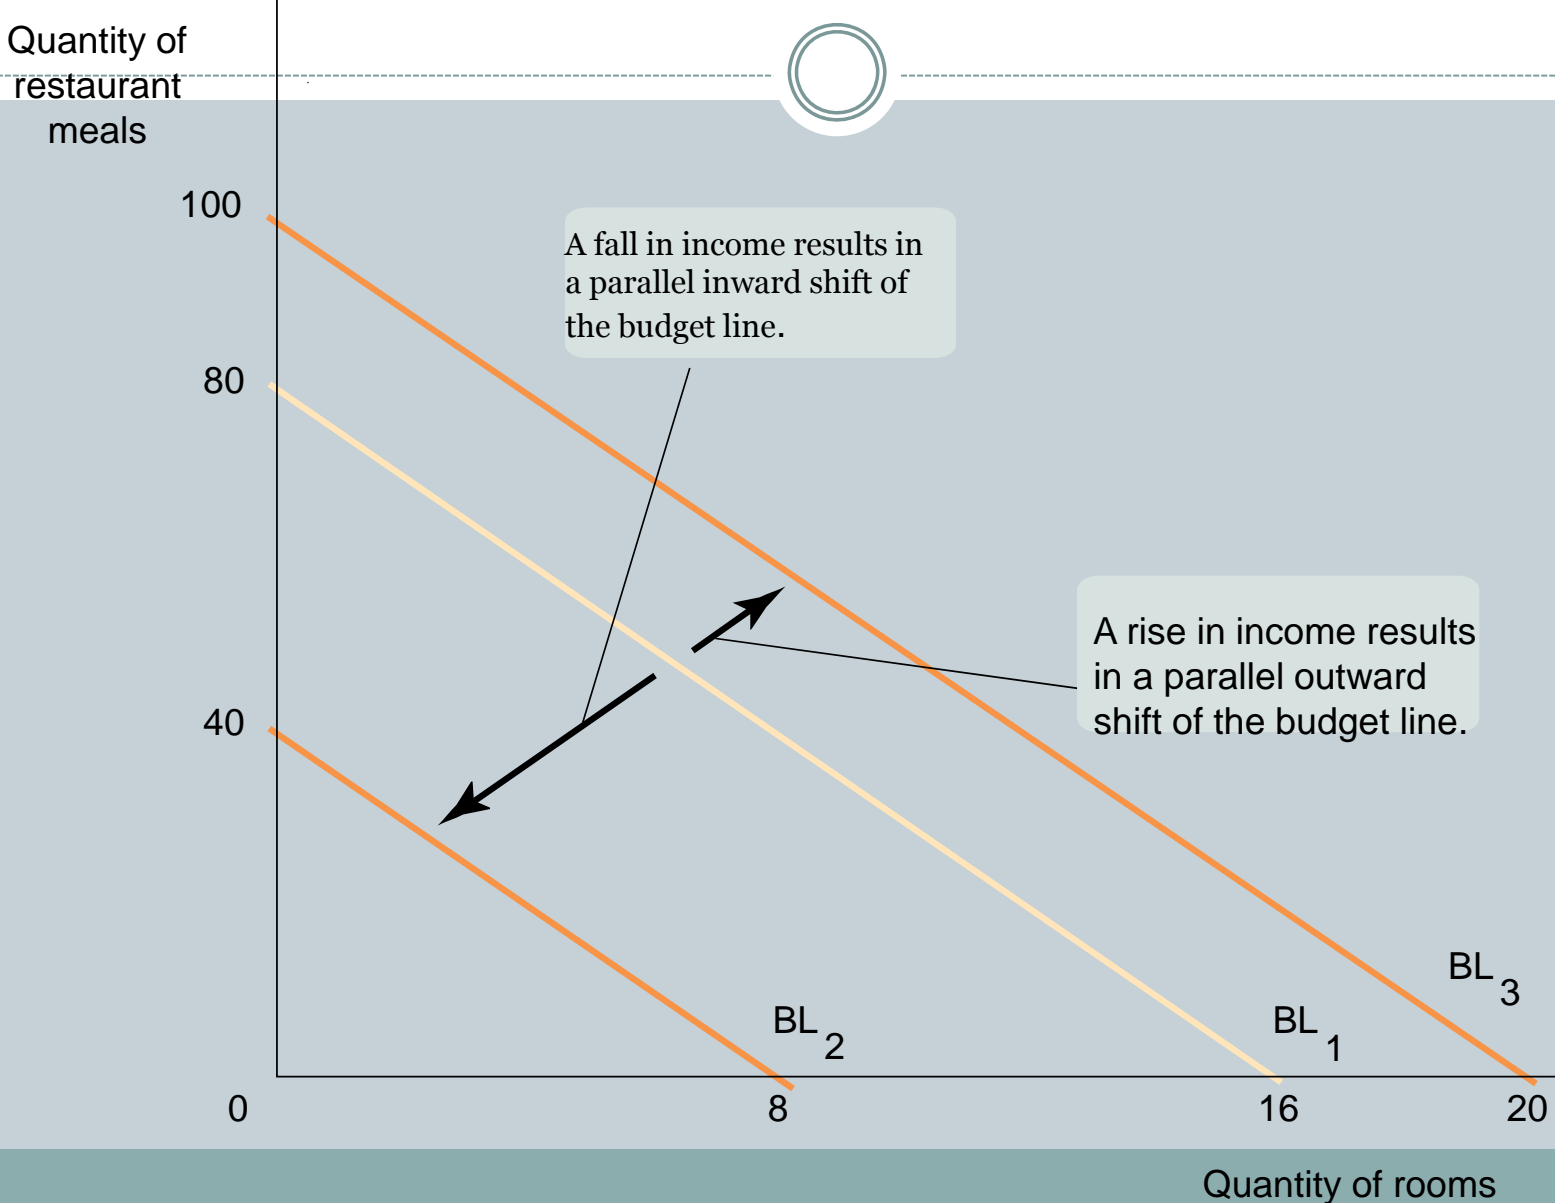 Quantity of
restaurant
meals
100
A fall in income results in
a parallel inward shift of
the budget line.
80
A rise in income results
in a parallel outward
shift of the budget line.
40
BL 3
BL 2
BL 1
0
8
16
20
Quantity of rooms